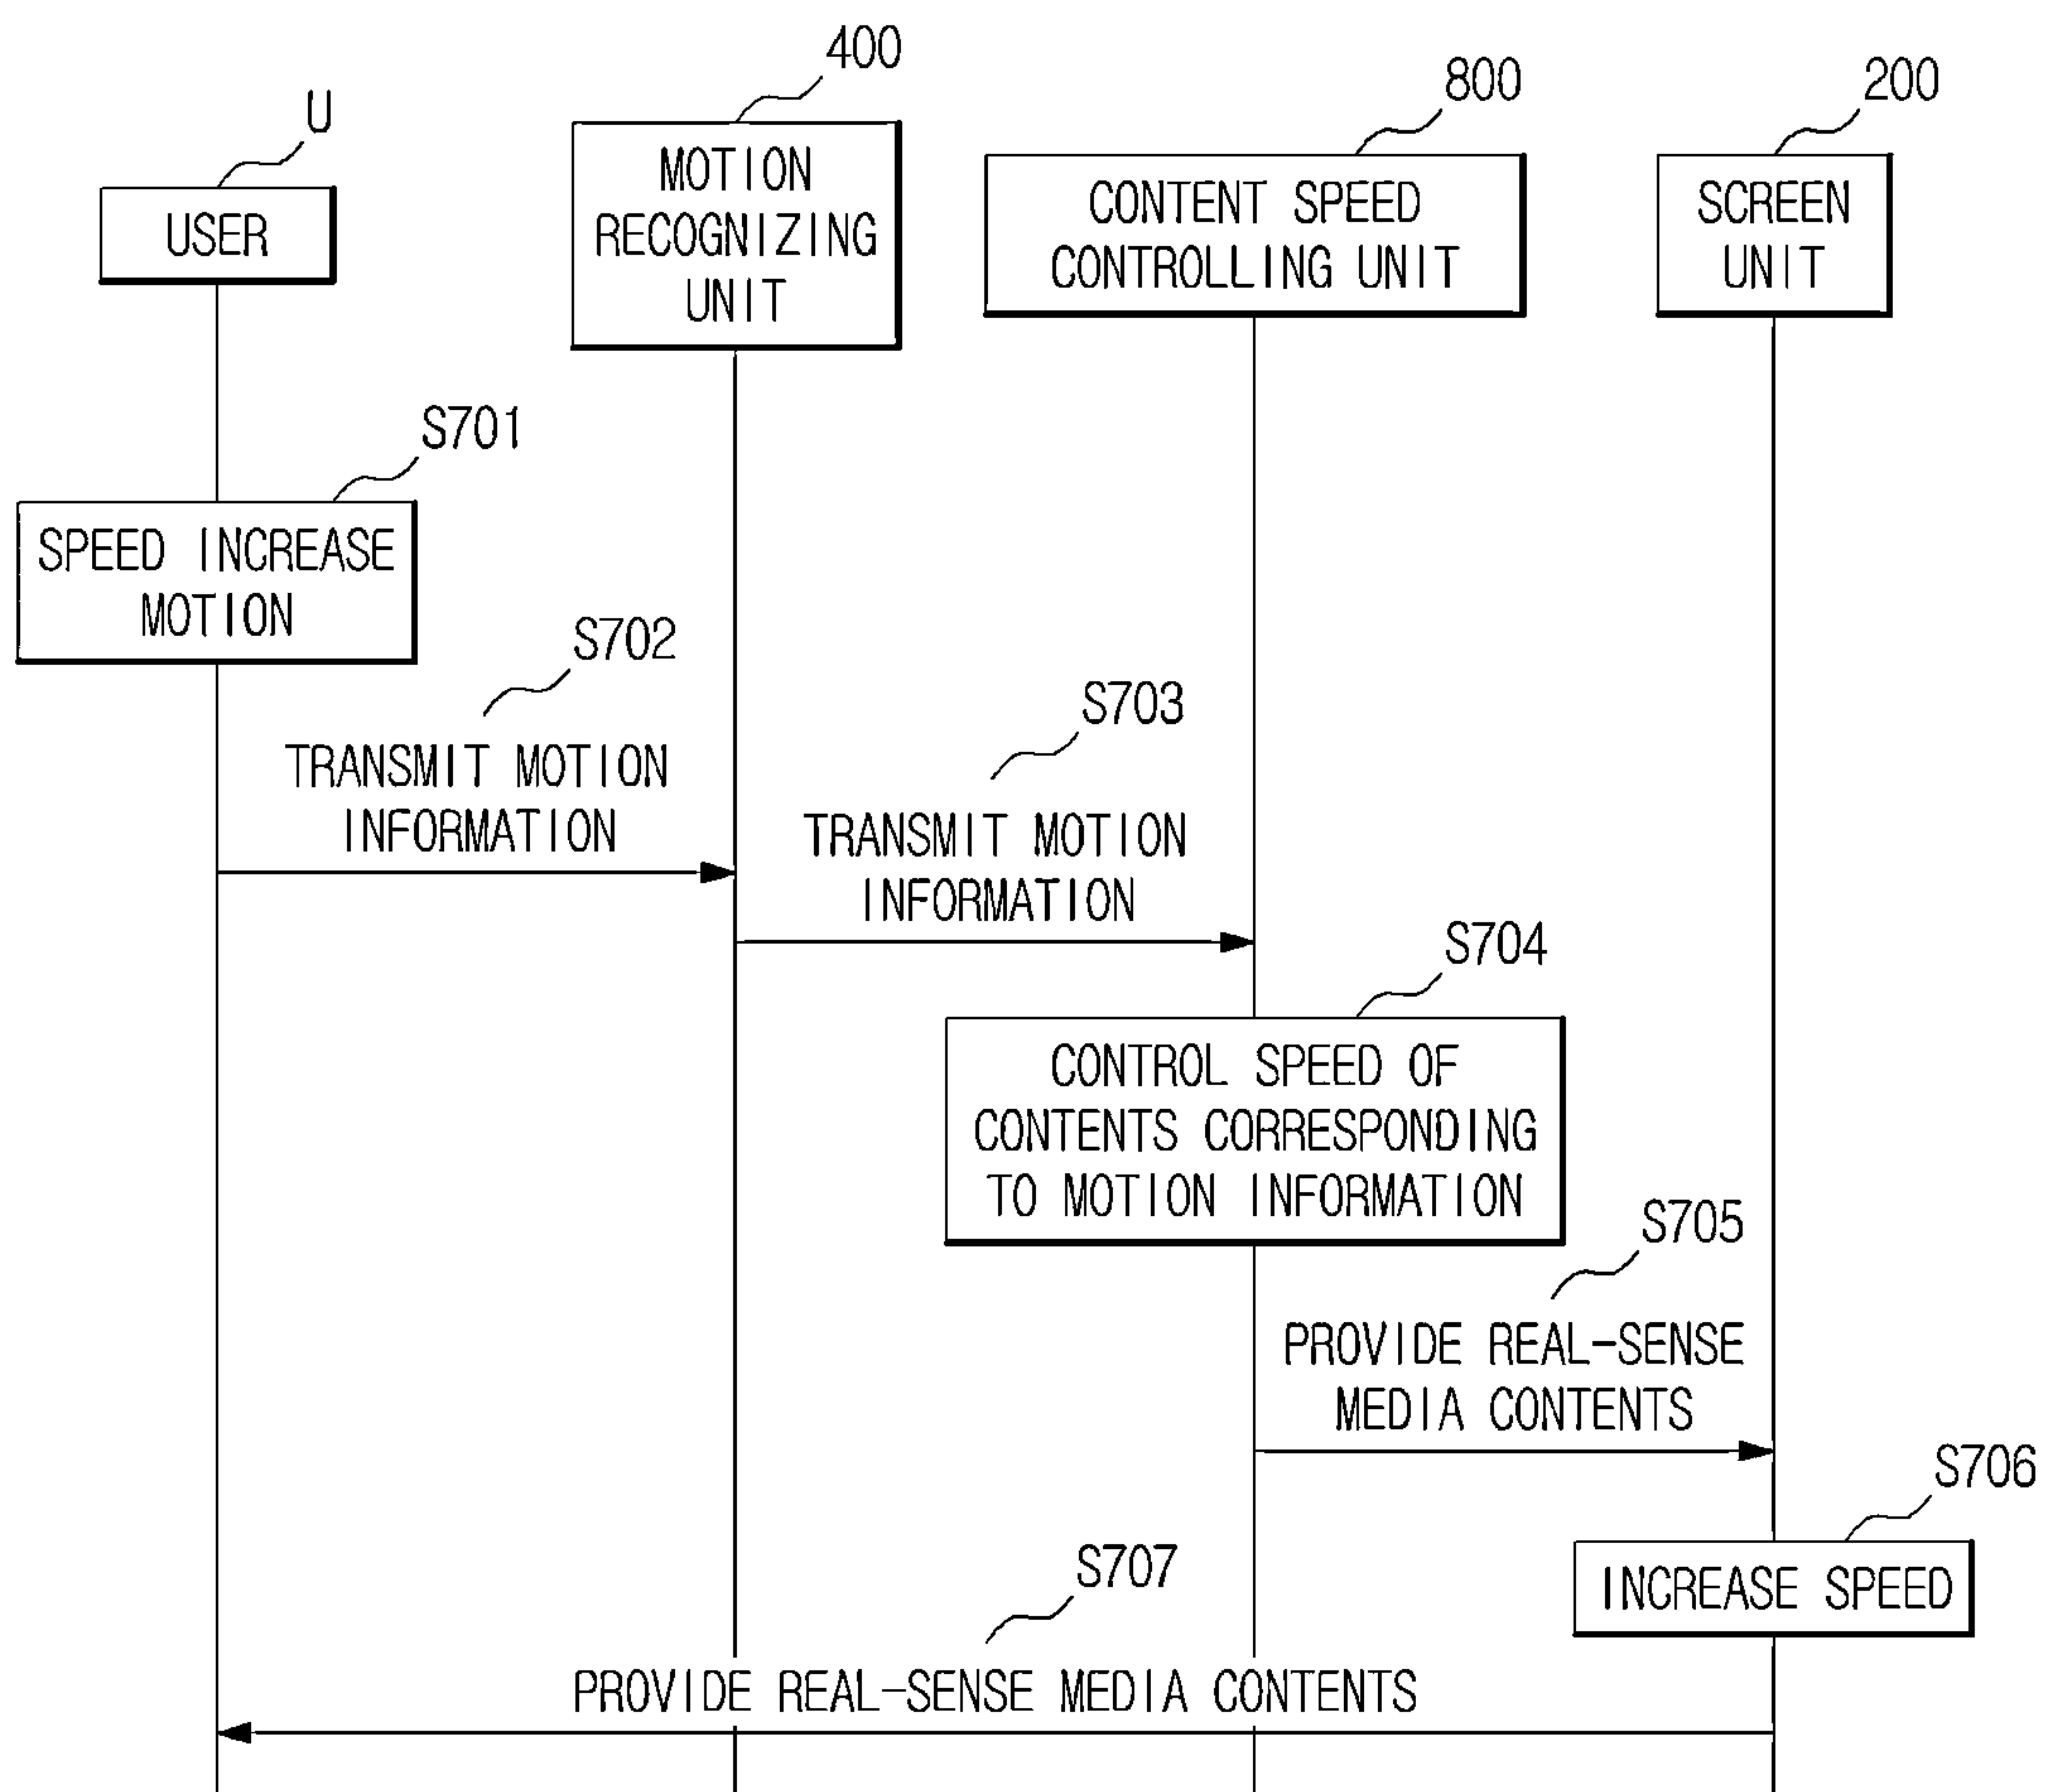 400
800
200
U
MOTION
RECOGNIZING
UNIT
CONTENT SPEED
CONTROLLING UNIT
SCREEN
UNIT
USER
S701
SPEED INCREASE
MOTION
S702
TRANSMIT MOTION
INFORMATION
S703
TRANSMIT MOTION
INFORMATION
S704
CONTROL SPEED OF
CONTENTS CORRESPONDING
TO MOTION INFORMATION
S705
PROVIDE REAL-SENSE
MEDIA CONTENTS
S706
INCREASE SPEED
S707
PROVIDE REAL-SENSE MEDIA CONTENTS